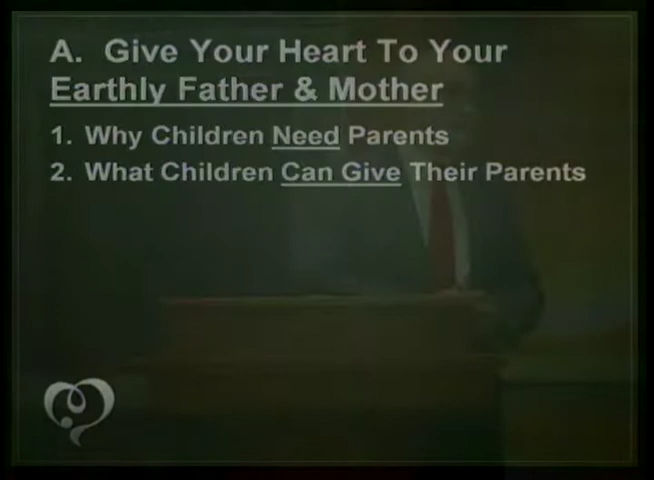 A. Give Your Heart To Your
Earthly Father & Mother
1. Why Children Need Parents
2. What Children Can Give Their Parents